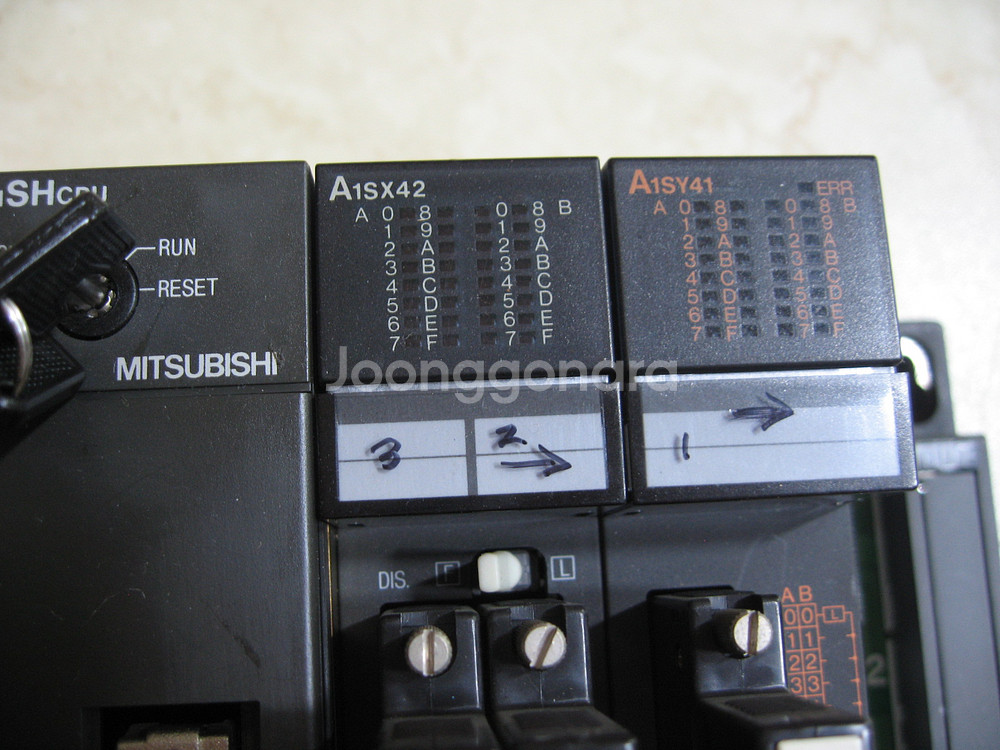 SHCPU
RUN
RESET
MITSUBISHI
A1SX42
A 0 8 0 8 B
1 9 1 9
2 A 2 A
3 B 3 B
4 C 4 C
5 D 5 D
6 E 6 E
7 F 7 F
A1SY41
ERR
A 0 8 0 8 B
1 9 1 9
2 A 2 A
3 B 3 B
4 C 4 C
5 D 5 D
6 E 6 E
7 F 7 F
Joonggonara
3 2 →
1 →
DIS. F L
A B
0 0 L
1 1
2 2
3 3
2